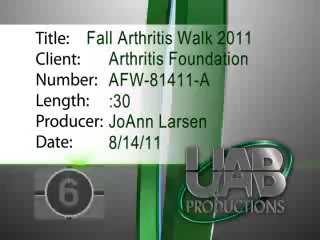 Title: Fall Arthritis Walk 2011
Client: Arthritis Foundation
Number: AFW-81411-A
Length: :30
Producer: JoAnn Larsen
Date: 8/14/11
6
UAB
PRODUCTIONS